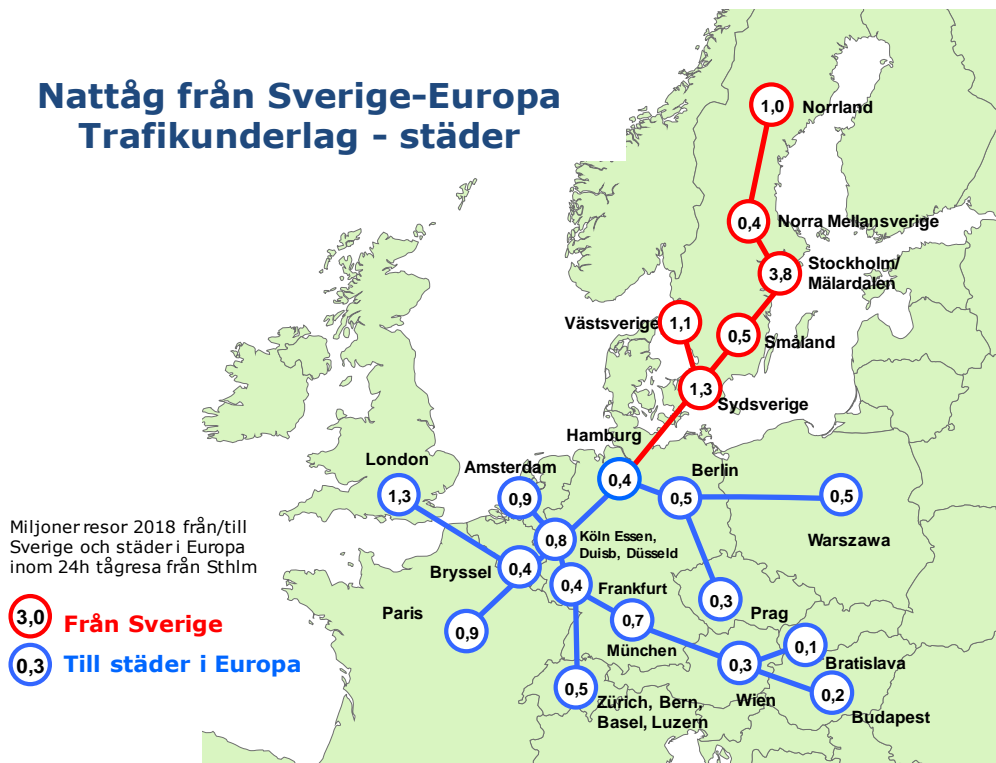 Nattåg från Sverige-Europa
Trafikunderlag - städer
1,0
Norrland
0,4
Norra Mellansverige
3,8
Stockholm/
Mälardalen
Västsverige
1,1
0,5
Småland
1,3
Sydsverige
Hamburg
0,4
London
1,3
Amsterdam
0,9
Berlin
0,5
0,5
Warszawa
0,8
Köln Essen,
Duisb, Düsseld
Bryssel
0,4
0,4
Frankfurt
Paris
0,9
0,7
München
0,3
Prag
0,3
Wien
0,1
Bratislava
0,2
Budapest
0,5
Zürich, Bern,
Basel, Luzern
Miljoner resor 2018 från/till
Sverige och städer i Europa
inom 24h tågresa från Sthlm
3,0
Från Sverige
0,3
Till städer i Europa